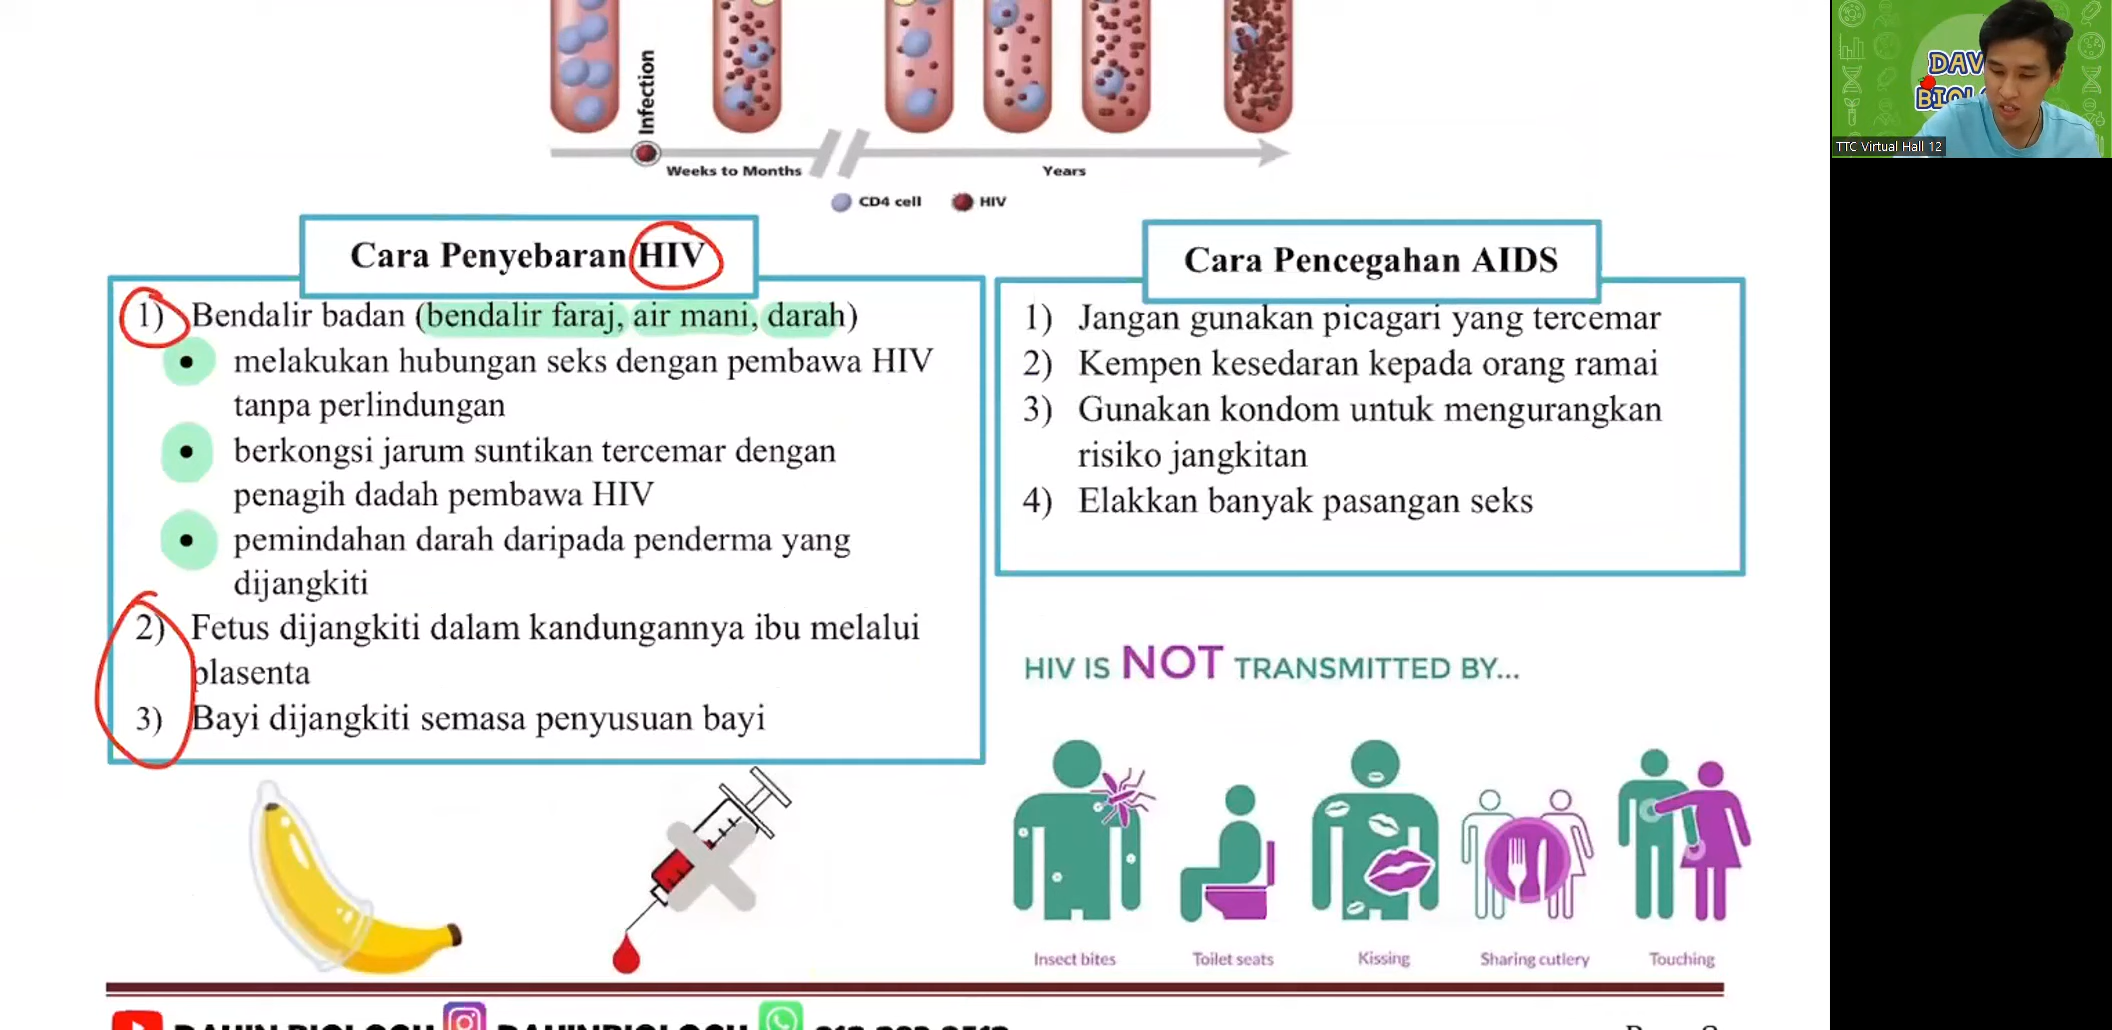 DAV
BIOL
TTC Virtual Hall 12
Infection
Weeks to Months
Years
CD4 cell
HIV
Cara Penyebaran HIV
1) Bendalir badan (bendalir faraj, air mani, darah)
• melakukan hubungan seks dengan pembawa HIV
tanpa perlindungan
• berkongsi jarum suntikan tercemar dengan
penagih dadah pembawa HIV
• pemindahan darah daripada penderma yang
dijangkiti
2) Fetus dijangkiti dalam kandungannya ibu melalui
plasenta
3) Bayi dijangkiti semasa penyusuan bayi
Cara Pencegahan AIDS
1) Jangan gunakan picagari yang tercemar
2) Kempen kesedaran kepada orang ramai
3) Gunakan kondom untuk mengurangkan
risiko jangkitan
4) Elakkan banyak pasangan seks
HIV IS NOT TRANSMITTED BY...
Insect bites
Toilet seats
Kissing
Sharing cutlery
Touching